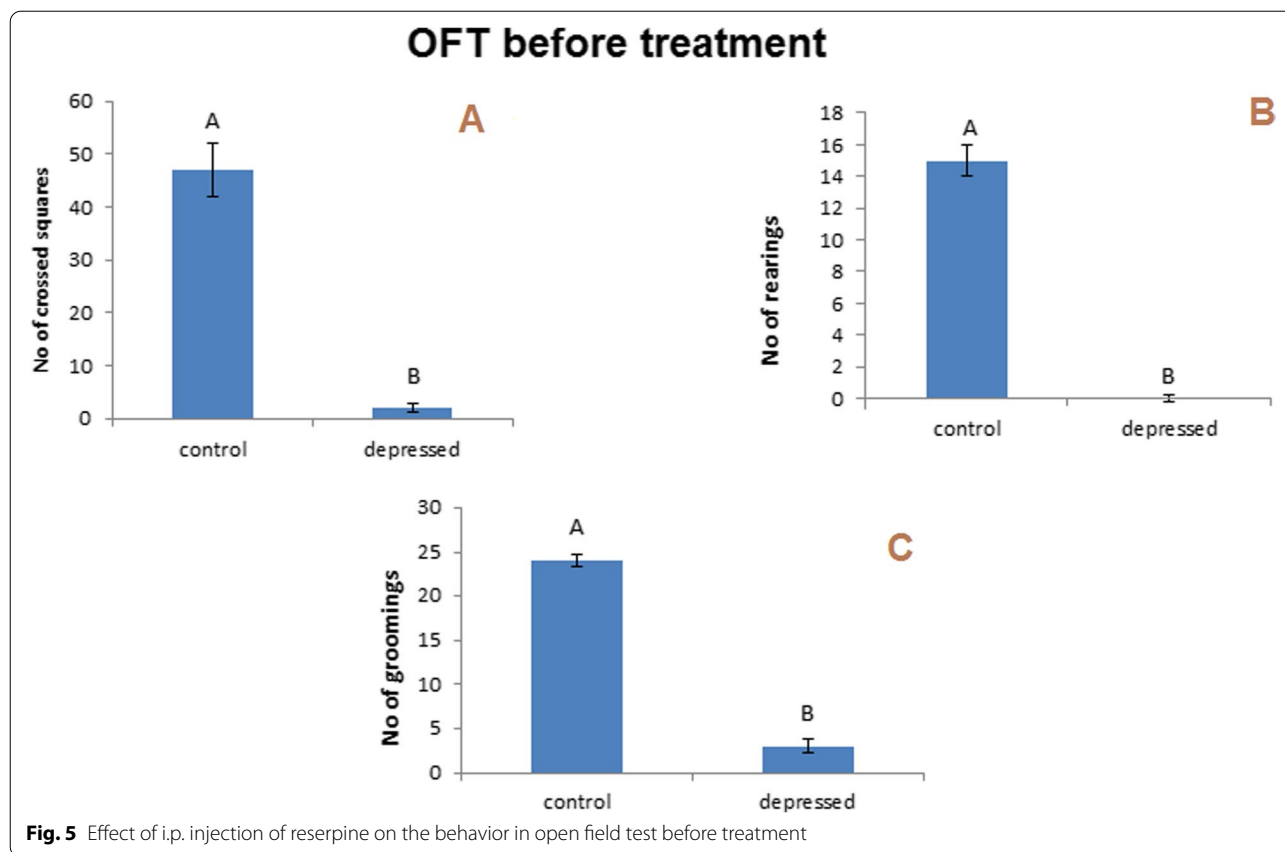 OFT before treatment
A
60
50
40
30
20
10
0
No of crossed squares
A
B
control
depressed
B
18
16
14
12
10
8
6
4
2
0
No of rearings
A
B
control
depressed
C
30
25
20
15
10
5
0
No of groomings
A
B
control
depressed
Fig. 5 Effect of i.p. injection of reserpine on the behavior in open field test before treatment